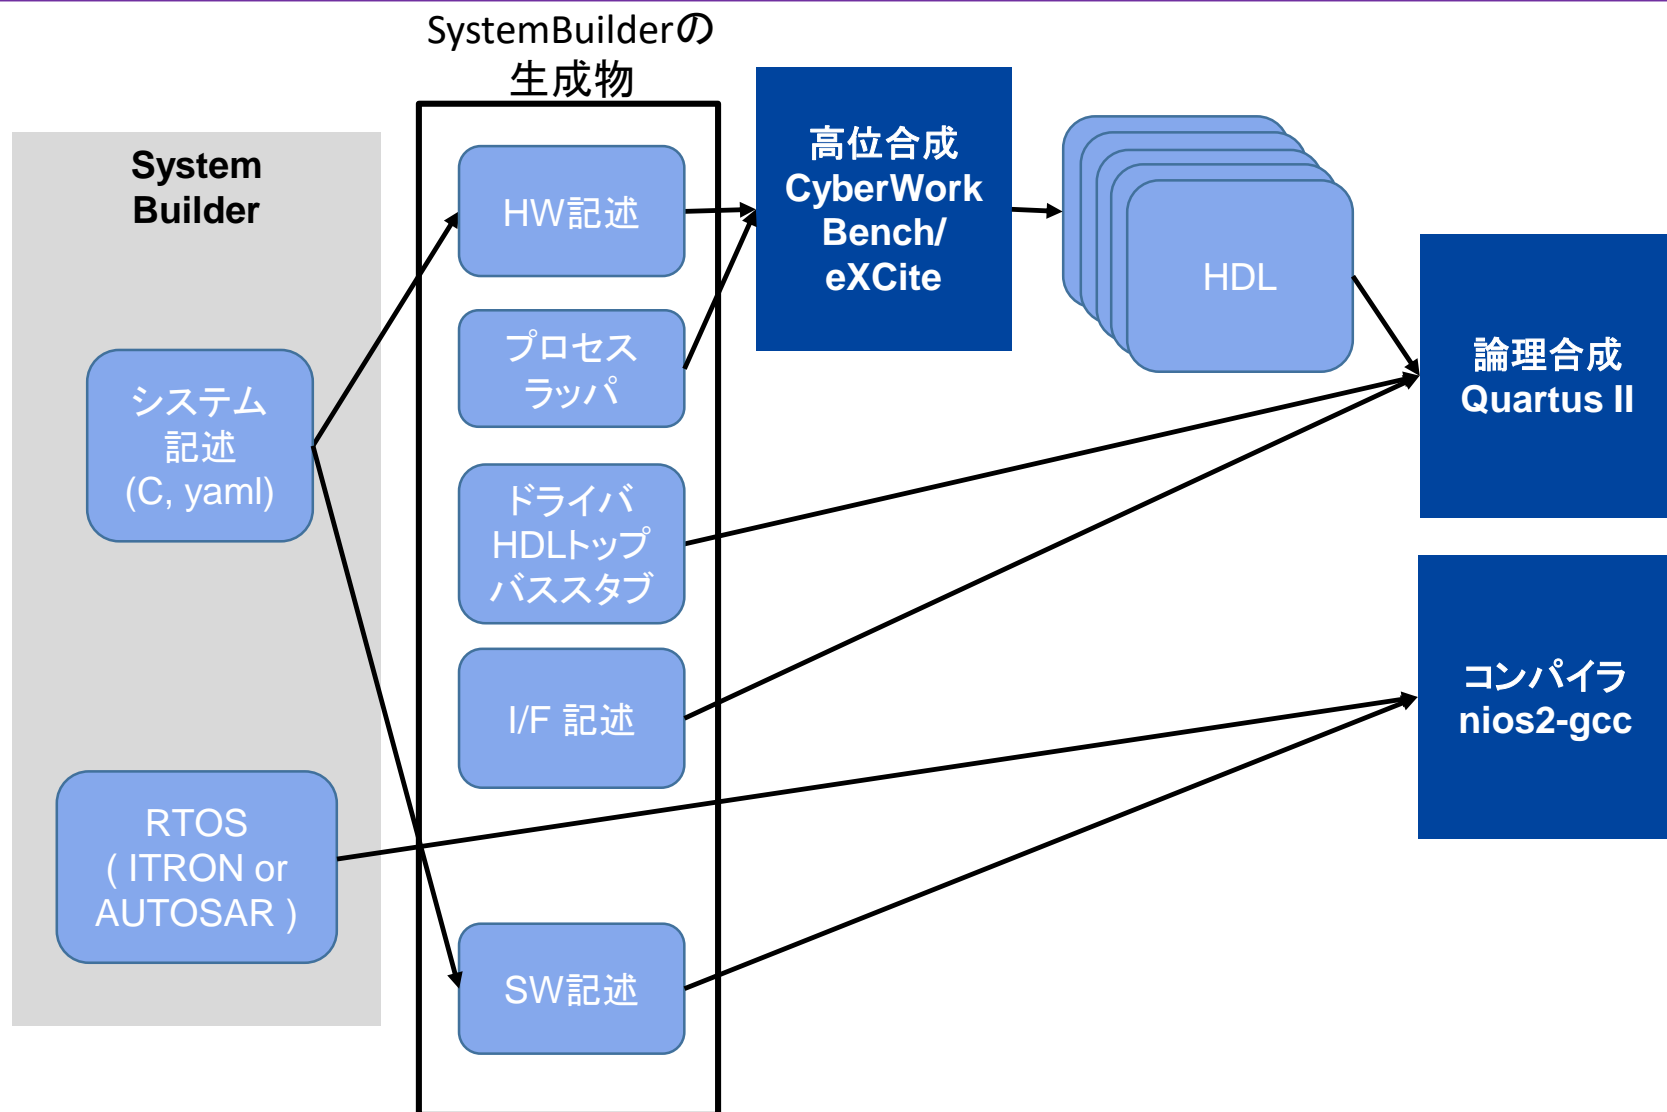 SystemBuilderの
生成物
System
Builder
システム
記述
(C, yaml)
RTOS
( ITRON or
AUTOSAR )
HW記述
プロセス
ラッパ
ドライバ
HDLトップ
バススタブ
I/F 記述
SW記述
高位合成
CyberWork
Bench/
eXCite
HDL
論理合成
Quartus II
コンパイラ
nios2-gcc